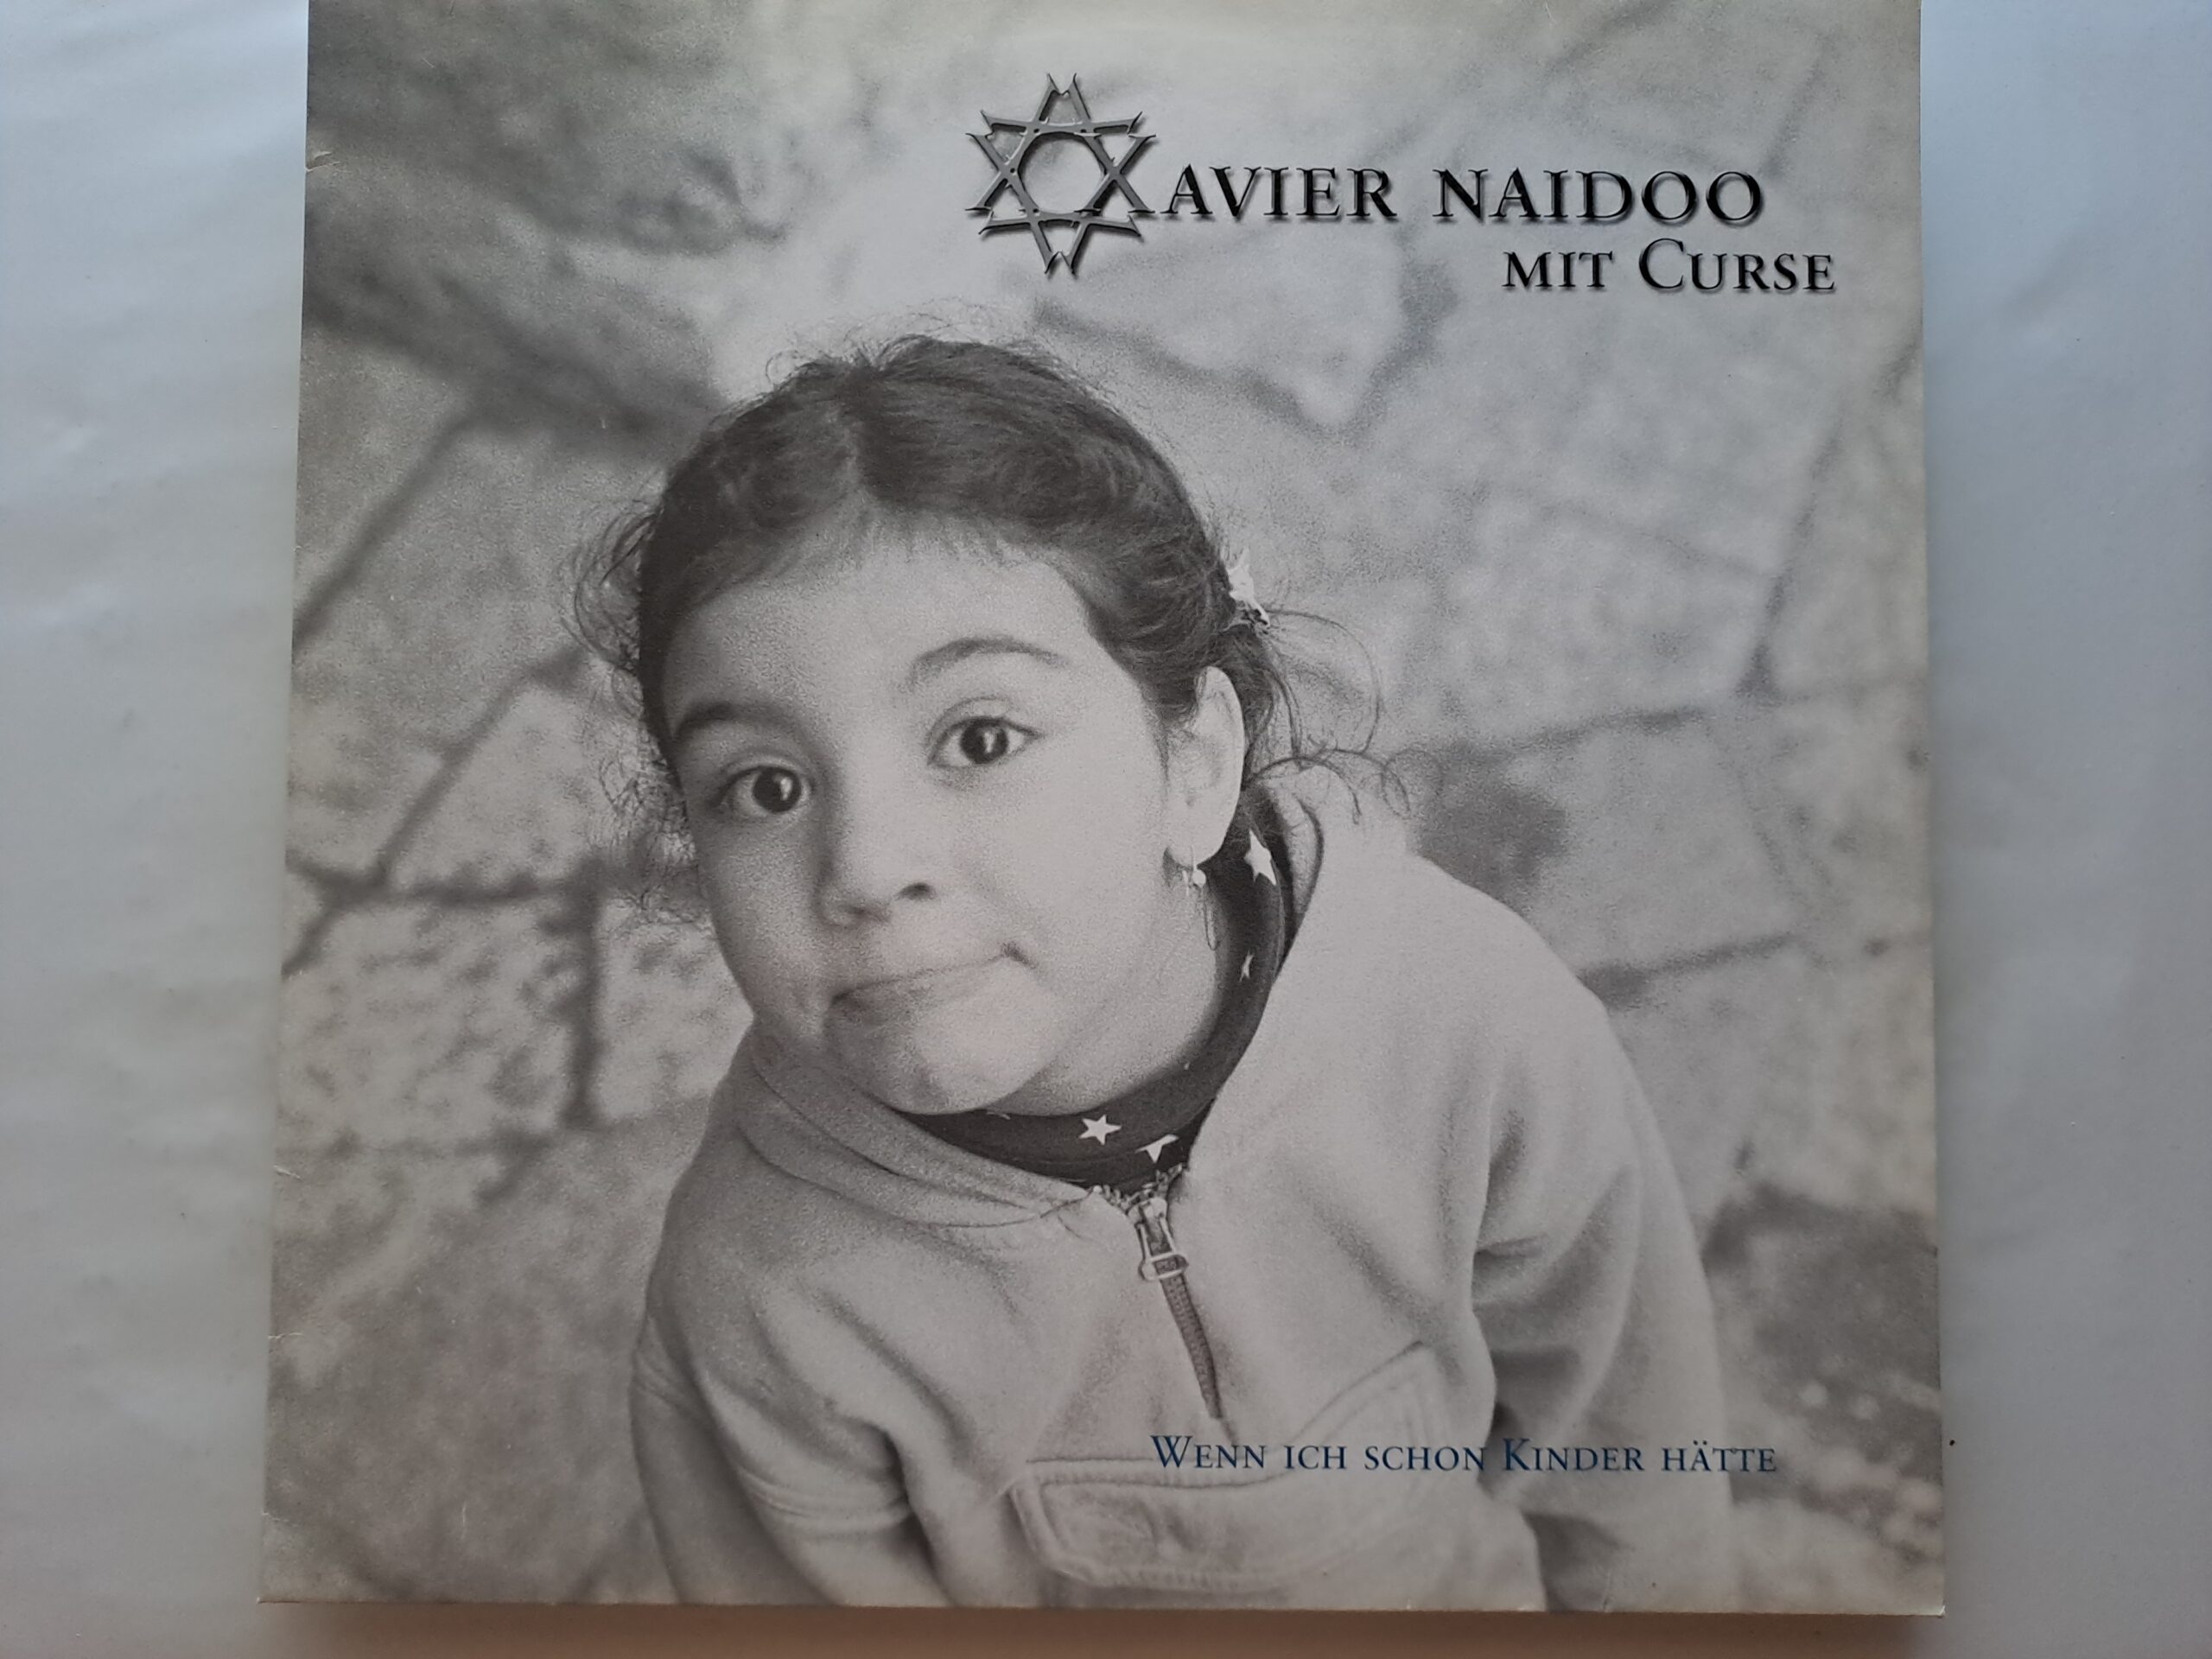 XAVIER NAIDOO
MIT CURSE
WENN ICH SCHON KINDER HÄTTE